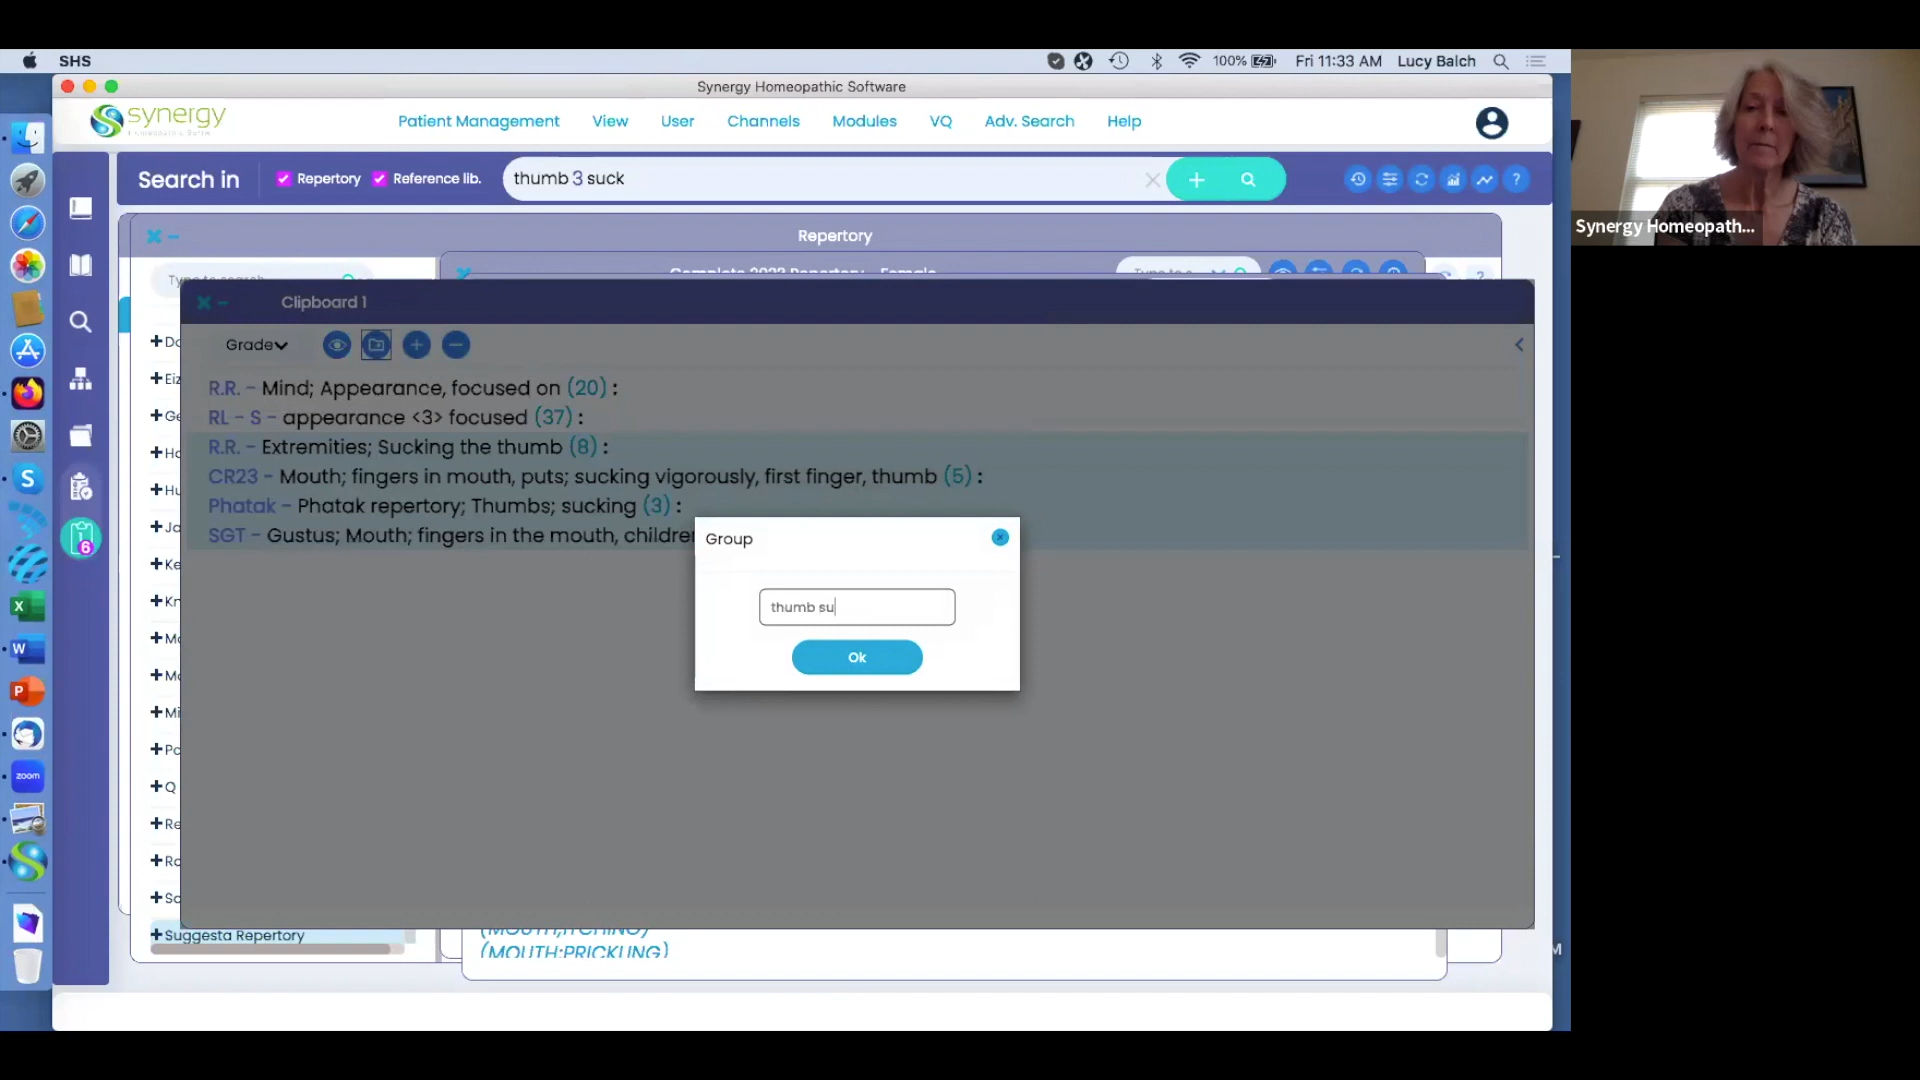 SHS
100%
Fri 11:33 AM
Lucy Balch
Synergy Homeopathic Software
synergy
Patient Management
View
User
Channels
Modules
VQ
Adv. Search
Help
Search in
Repertory
Reference lib.
thumb 3 suck
Repertory
Clipboard 1
Grade
R.R. - Mind; Appearance, focused on (20) :
RL - S - appearance <3> focused (37) :
R.R. - Extremities; Sucking the thumb (8) :
CR23 - Mouth; fingers in mouth, puts; sucking vigorously, first finger, thumb (5) :
Phatak - Phatak repertory; Thumbs; sucking (3) :
SGT - Gustus; Mouth; fingers in the mouth, childre
Group
thumb su
Ok
6
Suggesta Repertory
(MOUTH;ITCHING)
(MOUTH;PRICKLING)
zoom
Synergy Homeopath...